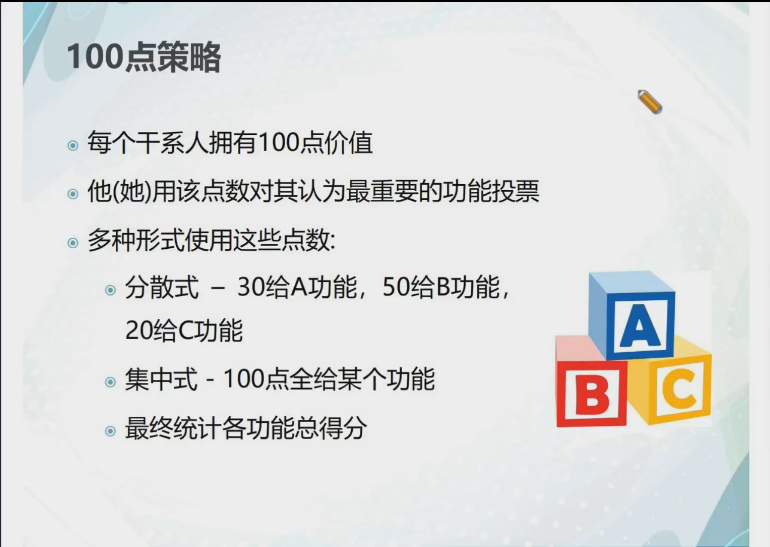 100点策略
每个干系人拥有100点价值
他(她)用该点数对其认为最重要的功能投票
多种形式使用这些点数:
分散式 – 30给A功能，50给B功能，
20给C功能
集中式 - 100点全给某个功能
最终统计各功能总得分
A
B C